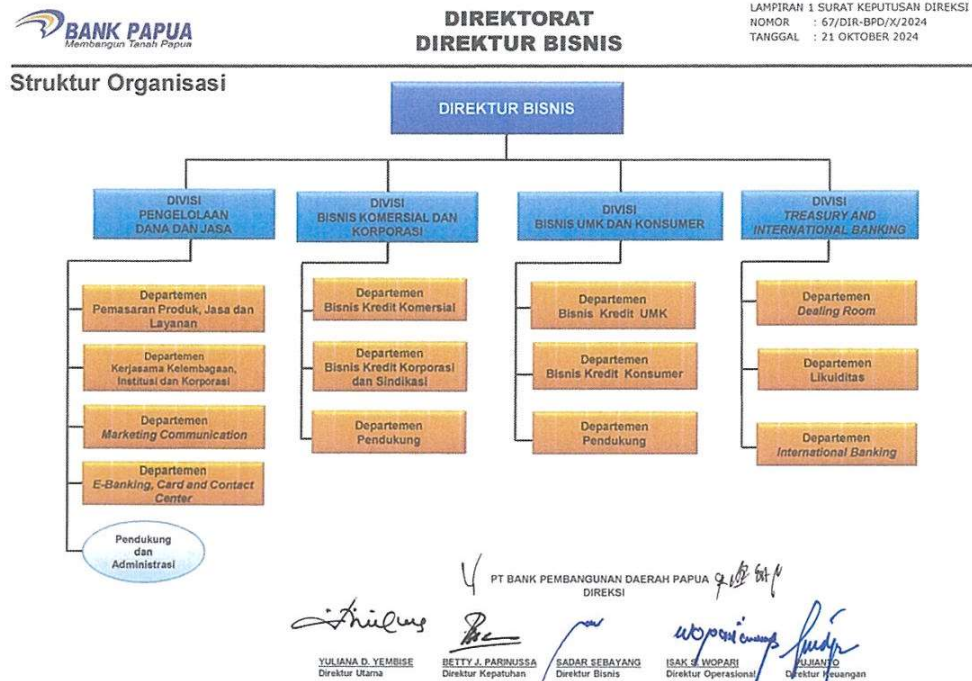 BANK PAPUA
Membangun Tanah Papua
DIREKTORAT
DIREKTUR BISNIS
LAMPIRAN 1 SURAT KEPUTUSAN DIREKSI
NOMOR : 67/DIR-BPD/X/2024
TANGGAL : 21 OKTOBER 2024
Struktur Organisasi
DIREKTUR BISNIS
DIVISI
PENGELOLAAN
DANA DAN JASA
DIVISI
BISNIS KOMERSIAL DAN
KORPORASI
DIVISI
BISNIS UMK DAN KONSUMER
DIVISI
TREASURY AND
INTERNATIONAL BANKING
Departemen
Pemasaran Produk, Jasa dan
Layanan
Departemen
Kerjasama Kelembagaan,
Institusi dan Korporasi
Departemen
Marketing Communication
Departemen
E-Banking, Card and Contact
Center
Pendukung
dan
Administrasi
Departemen
Bisnis Kredit Komersial
Departemen
Bisnis Kredit Korporasi
dan Sindikasi
Departemen
Pendukung
Departemen
Bisnis Kredit UMK
Departemen
Bisnis Kredit Konsumer
Departemen
Pendukung
Departemen
Dealing Room
Departemen
Likuiditas
Departemen
International Banking
PT BANK PEMBANGUNAN DAERAH PAPUA
DIREKSI
YULIANA D. YEMBISE
Direktur Utama
BETTY J. PARINUSSA
Direktur Kepatuhan
SADAR SEBAYANG
Direktur Bisnis
ISAK S. WOPARI
Direktur Operasional
PUJIANTO
Direktur Keuangan